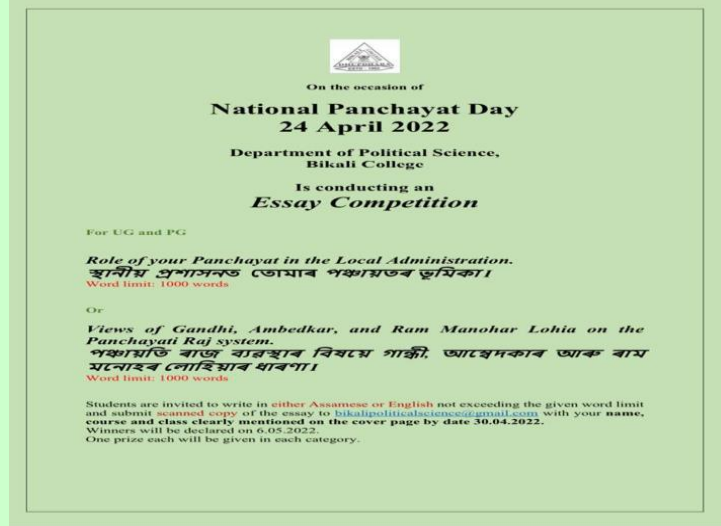 On the occasion of
National Panchayat Day
24 April 2022
Department of Political Science,
Bikali College
Is conducting an
Essay Competition
For UG and PG
Role of your Panchayat in the Local Administration.
স্থানীয় প্ৰশাসনত তোমাৰ পঞ্চায়তৰ ভূমিকা।
Word limit: 1000 words
Or
Views of Gandhi, Ambedkar, and Ram Manohar Lohia on the
Panchayati Raj system.
পঞ্চায়তি ৰাজ ব্যৱস্থাৰ বিষয়ে গান্ধী, আম্বেদকাৰ আৰু ৰাম
মনোহৰ লোহিয়াৰ ধাৰণা।
Word limit: 1000 words
Students are invited to write in either Assamese or English not exceeding the given word limit
and submit scanned copy of the essay to bikalipoliticalscience@gmail.com with your name,
course and class clearly mentioned on the cover page by date 30.04.2022.
Winners will be declared on 6.05.2022.
One prize each will be given in each category.